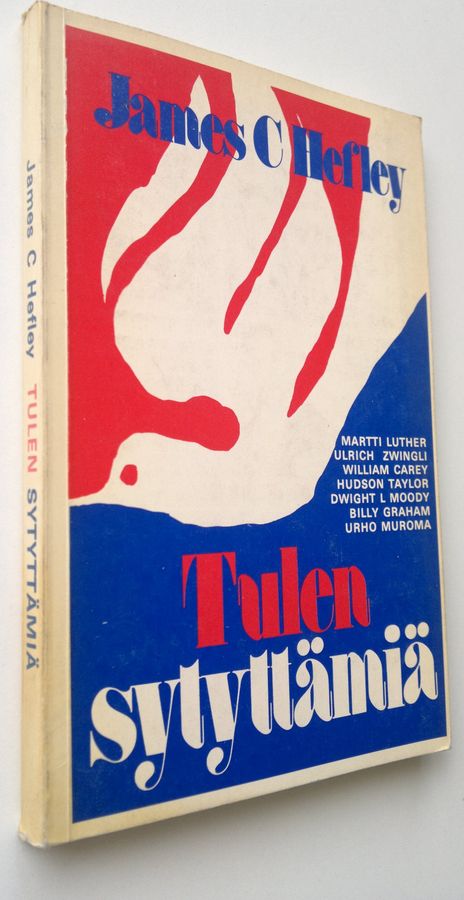 James C Hefley
MARTTI LUTHER
ULRICH ZWINGLI
WILLIAM CAREY
HUDSON TAYLOR
DWIGHT L MOODY
BILLY GRAHAM
URHO MUROMA
Tulen
sytyttämiä
James C Hefley TULEN SYTYTTÄMIÄ